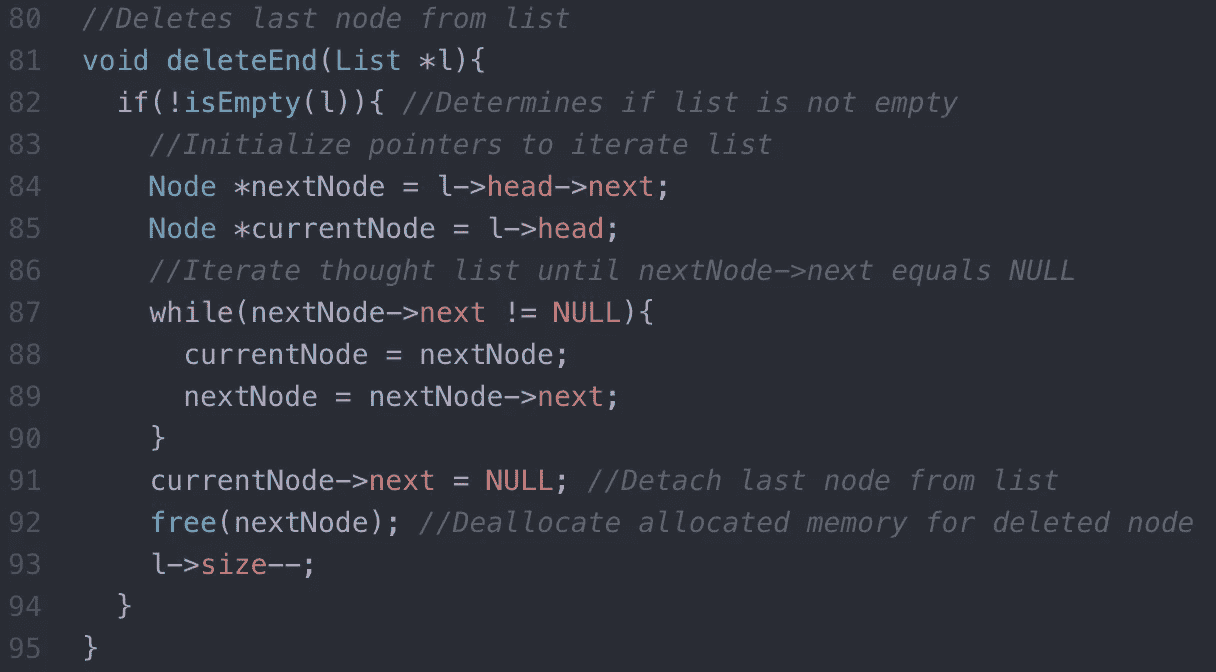 80 //Deletes last node from list
81 void deleteEnd(List *l){
82 if(!isEmpty(l)){ //Determines if list is not empty
83 //Initialize pointers to iterate list
84 Node *nextNode = l->head->next;
85 Node *currentNode = l->head;
86 //Iterate thought list until nextNode->next equals NULL
87 while(nextNode->next != NULL){
88 currentNode = nextNode;
89 nextNode = nextNode->next;
90 }
91 currentNode->next = NULL; //Detach last node from list
92 free(nextNode); //Deallocate allocated memory for deleted node
93 l->size--;
94 }
95 }